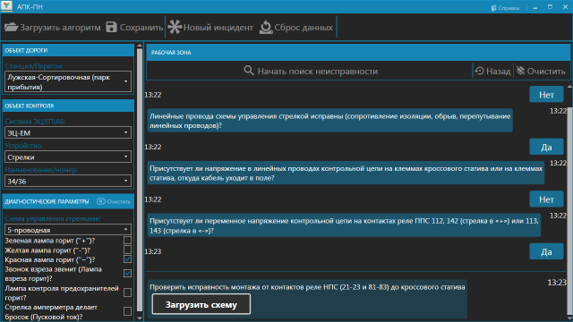 АПК-ПН
Справка
Загрузить алгоритм
Сохранить
Новый инцидент
Сброс данных
ОБЪЕКТ ДОРОГИ
Станция/Перегон:
Лужская-Сортировочная (парк
прибытия)
ОБЪЕКТ КОНТРОЛЯ
Система ЭЦ/ПАБ:
ЭЦ-ЕМ
Устройство:
Стрелки
Наименование/номер:
34/36
ДИАГНОСТИЧЕСКИЕ ПАРАМЕТРЫ
Очистить
Схема управления стрелками:
5-проводная
Зеленая лампа горит ("+")?
Желтая лампа горит ("-")?
Красная лампа горит ("~")?
Звонок взреза звенит (Лампа
взреза горит)?
Лампа контроля предохранителей
горит?
Стрелка амперметра делает
бросок (Пусковой ток)?
РАБОЧАЯ ЗОНА
Начать поиск неисправности
Назад
Очистить
13:22
Нет
13:22
Линейные провода схемы управления стрелкой исправны (сопротивление изоляции, обрыв, перепутывание
линейных проводов)?
13:22
Да
13:22
Присутствует ли напряжение в линейных проводах контрольной цепи на клеммах кроссового статива или на клеммах
статива, откуда кабель уходит в поле?
13:22
Нет
13:22
Присутствует ли переменное напряжение контрольной цепи на контактах реле ППС 112, 142 (стрелка в «+») или 113,
143 (стрелка в «-»)?
13:23
Да
13:23
Проверить исправность монтажа от контактов реле НПС (21-23 и 81-83) до кроссового статива
Загрузить схему